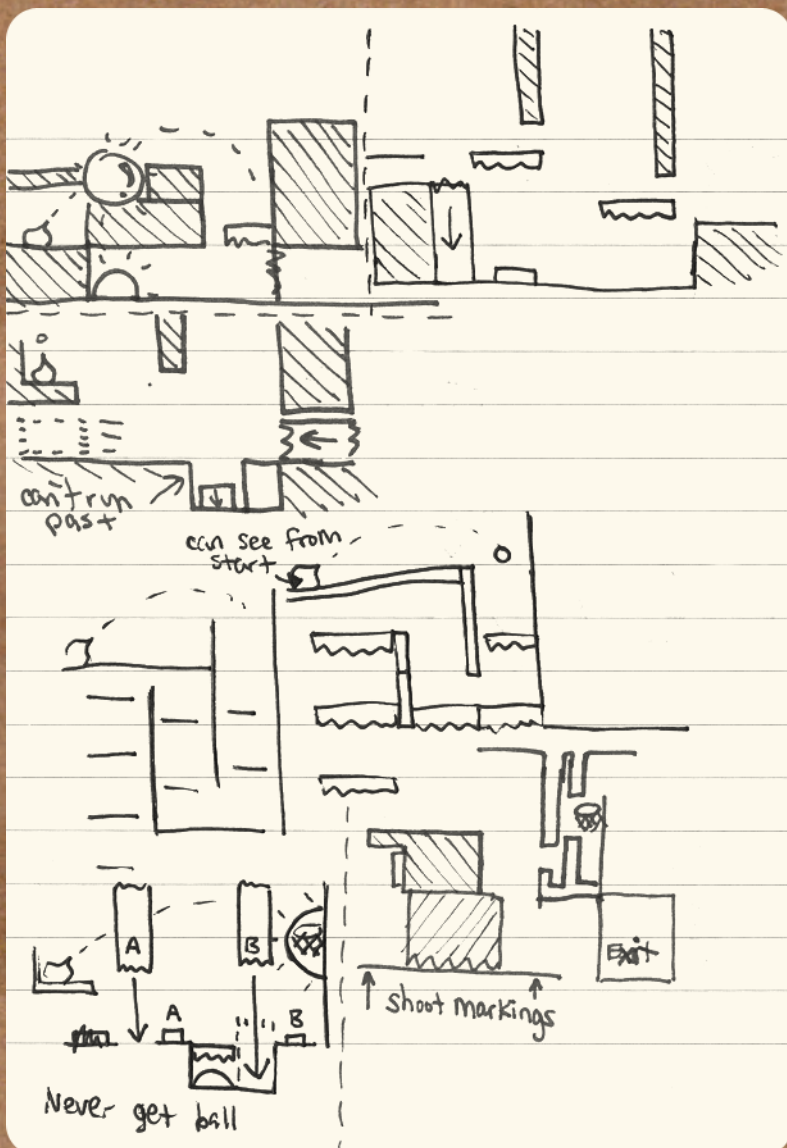 can't run
past
can see from
start
A
B
A
B
Exit
shoot markings
Never get ball